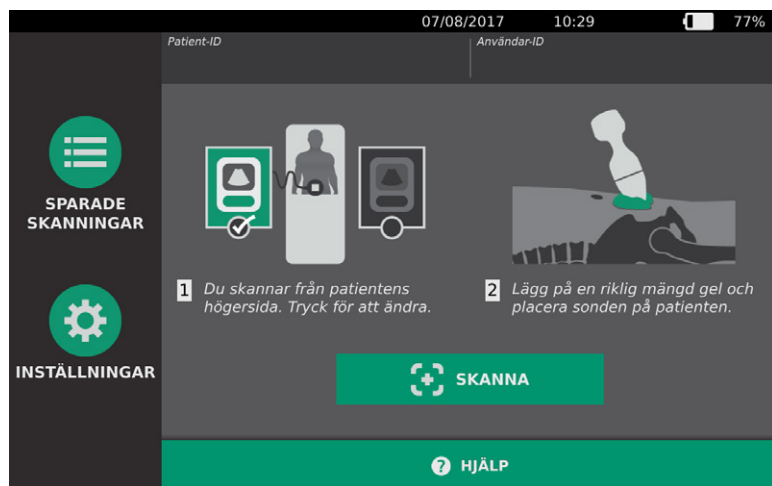 07/08/2017 10:29 77%
Patient-ID
Användar-ID
SPARADE
SKANNINGAR
INSTÄLLNINGAR
1 Du skannar från patientens
högersida. Tryck för att ändra.
2 Lägg på en riklig mängd gel och
placera sonden på patienten.
SKANNA
? HJÄLP